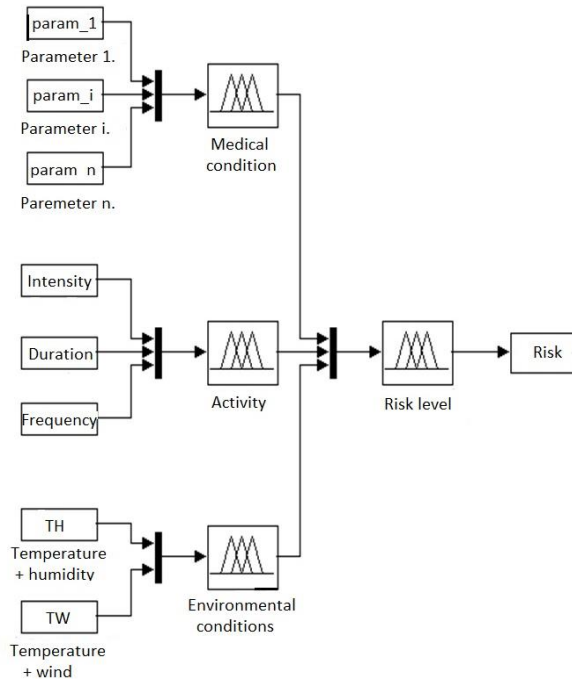 param_1
Parameter 1.
param_i
Parameter i.
param n
Paremeter n.
Medical
condition
Intensity
Duration
Frequency
Activity
Risk level
Risk
TH
Temperature
+ humidity
TW
Temperature
+ wind
Environmental
conditions